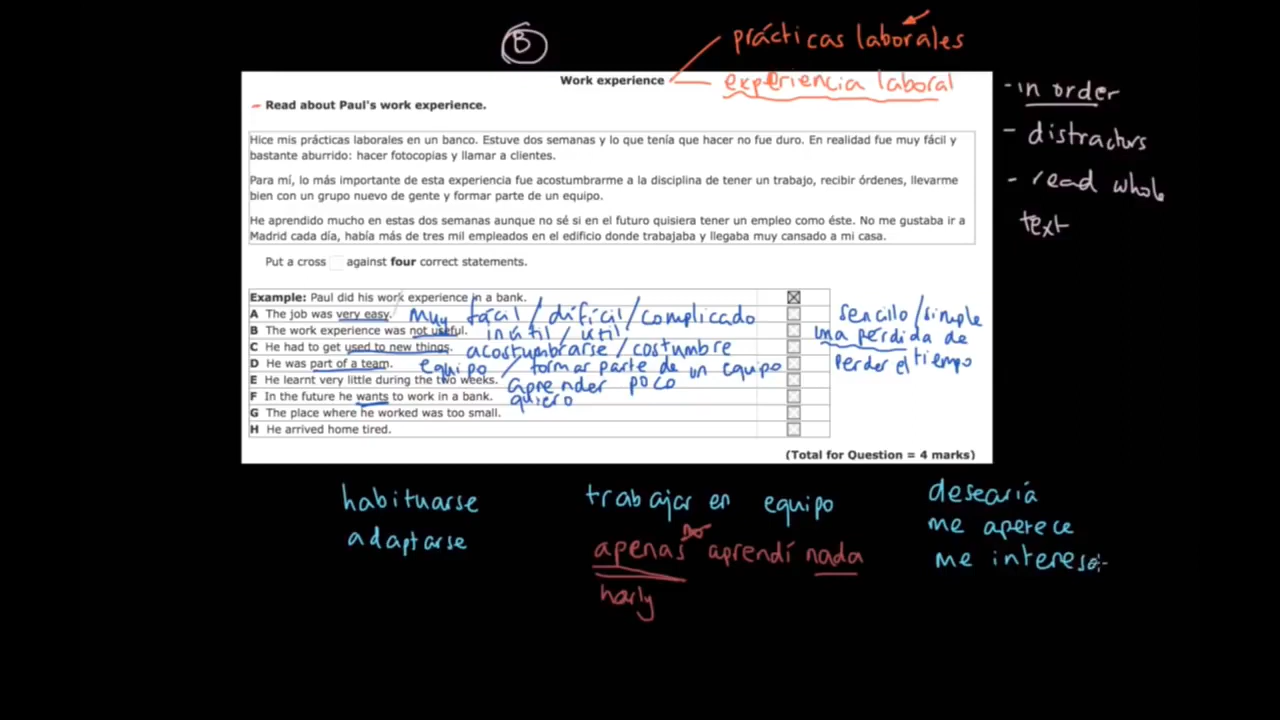 B
prácticas laborales
Work experience
experiencia laboral
- Read about Paul's work experience.
Hice mis prácticas laborales en un banco. Estuve dos semanas y lo que tenía que hacer no fue duro. En realidad fue muy fácil y
bastante aburrido: hacer fotocopias y llamar a clientes.
Para mí, lo más importante de esta experiencia fue acostumbrarme a la disciplina de tener un trabajo, recibir órdenes, llevarme
bien con un grupo nuevo de gente y formar parte de un equipo.
He aprendido mucho en estas dos semanas aunque no sé si en el futuro quisiera tener un empleo como éste. No me gustaba ir a
Madrid cada día, había más de tres mil empleados en el edificio donde trabajaba y llegaba muy cansado a mi casa.
Put a cross against four correct statements.
- in order
- distractors
- read whole
text
Example: Paul did his work experience in a bank.
A The job was very easy. Muy fácil / difícil / complicado
B The work experience was not useful. inútil / útil
C He had to get used to new things. acostumbrarse / costumbre
D He was part of a team. equipo / formar parte de un equipo
E He learnt very little during the two weeks. aprender poco
F In the future he wants to work in a bank. quiero
G The place where he worked was too small.
H He arrived home tired.
sencillo / simple
una pérdida de
perder el tiempo
(Total for Question = 4 marks)
habituarse
adaptarse
trabajar en equipo
apenas aprendí nada
harly
desearía
me apetece